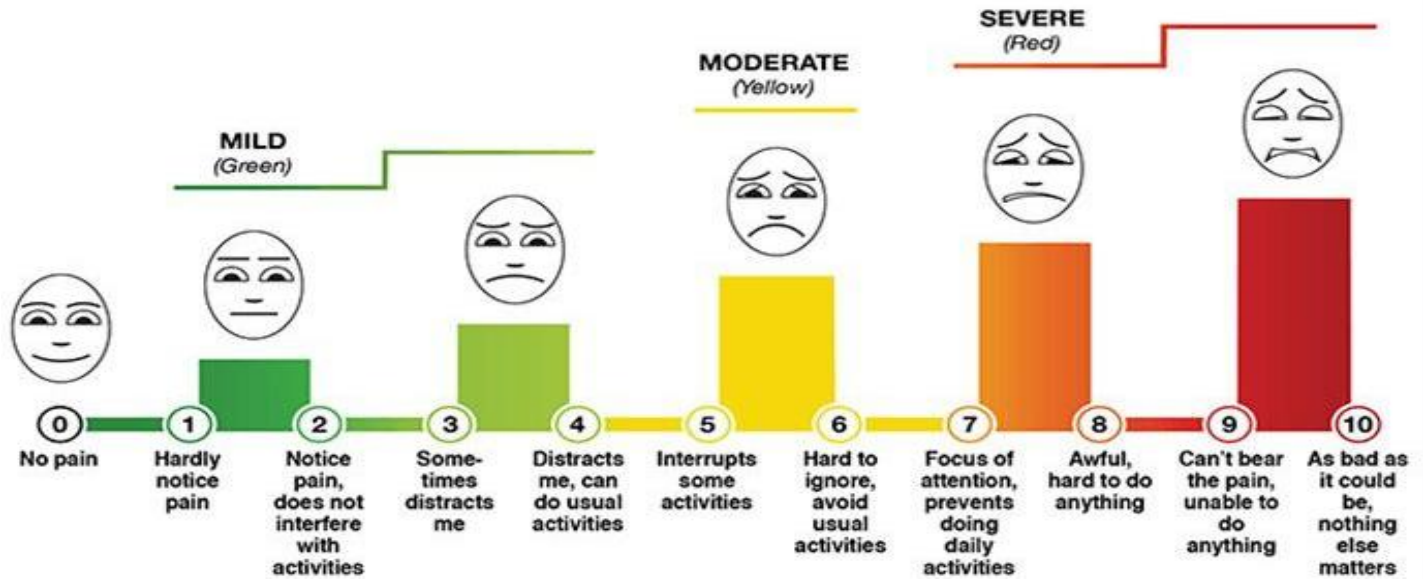 SEVERE
(Red)
MODERATE
(Yellow)
MILD
(Green)
0
1
2
3
4
5
6
7
8
9
10
No pain
Hardly
notice
pain
Notice
pain,
does not
interfere
with
activities
Some-
times
distracts
me
Distracts
me, can
do usual
activities
Interrupts
some
activities
Hard to
ignore,
avoid
usual
activities
Focus of
attention,
prevents
doing
daily
activities
Awful,
hard to do
anything
Can't bear
the pain,
unable to
do
anything
As bad as
it could
be,
nothing
else
matters